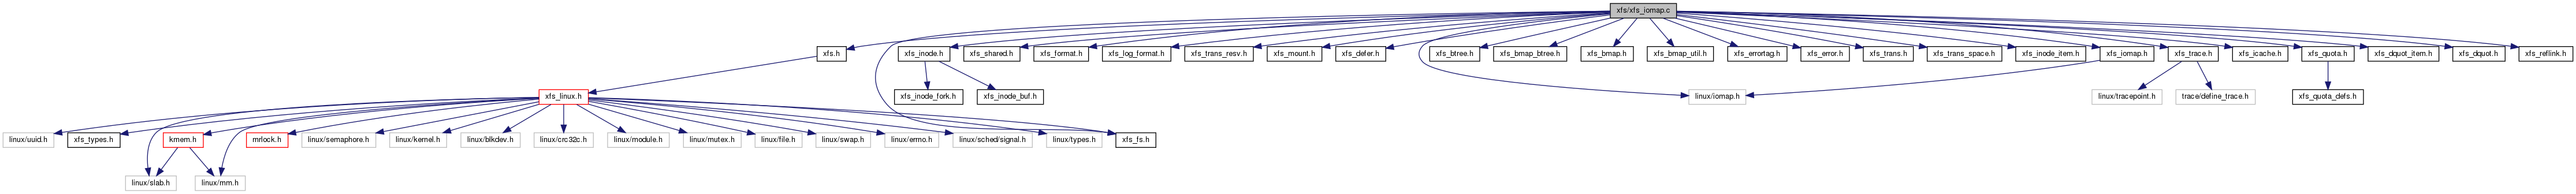 xfs/xfs_iomap.c
xfs.h
xfs_inode.h
xfs_shared.h
xfs_format.h
xfs_log_format.h
xfs_trans_resv.h
xfs_mount.h
xfs_defer.h
xfs_btree.h
xfs_bmap_btree.h
xfs_bmap.h
xfs_bmap_util.h
xfs_errortag.h
xfs_error.h
xfs_trans.h
xfs_trans_space.h
xfs_inode_item.h
xfs_iomap.h
xfs_trace.h
xfs_icache.h
xfs_quota.h
xfs_dquot_item.h
xfs_dquot.h
xfs_reflink.h
xfs_linux.h
xfs_inode_fork.h
xfs_inode_buf.h
linux/iomap.h
linux/tracepoint.h
trace/define_trace.h
xfs_quota_defs.h
linux/uuid.h
xfs_types.h
kmem.h
mrlock.h
linux/semaphore.h
linux/kernel.h
linux/blkdev.h
linux/crc32c.h
linux/module.h
linux/mutex.h
linux/file.h
linux/swap.h
linux/errno.h
linux/sched/signal.h
linux/types.h
xfs_fs.h
linux/slab.h
linux/mm.h